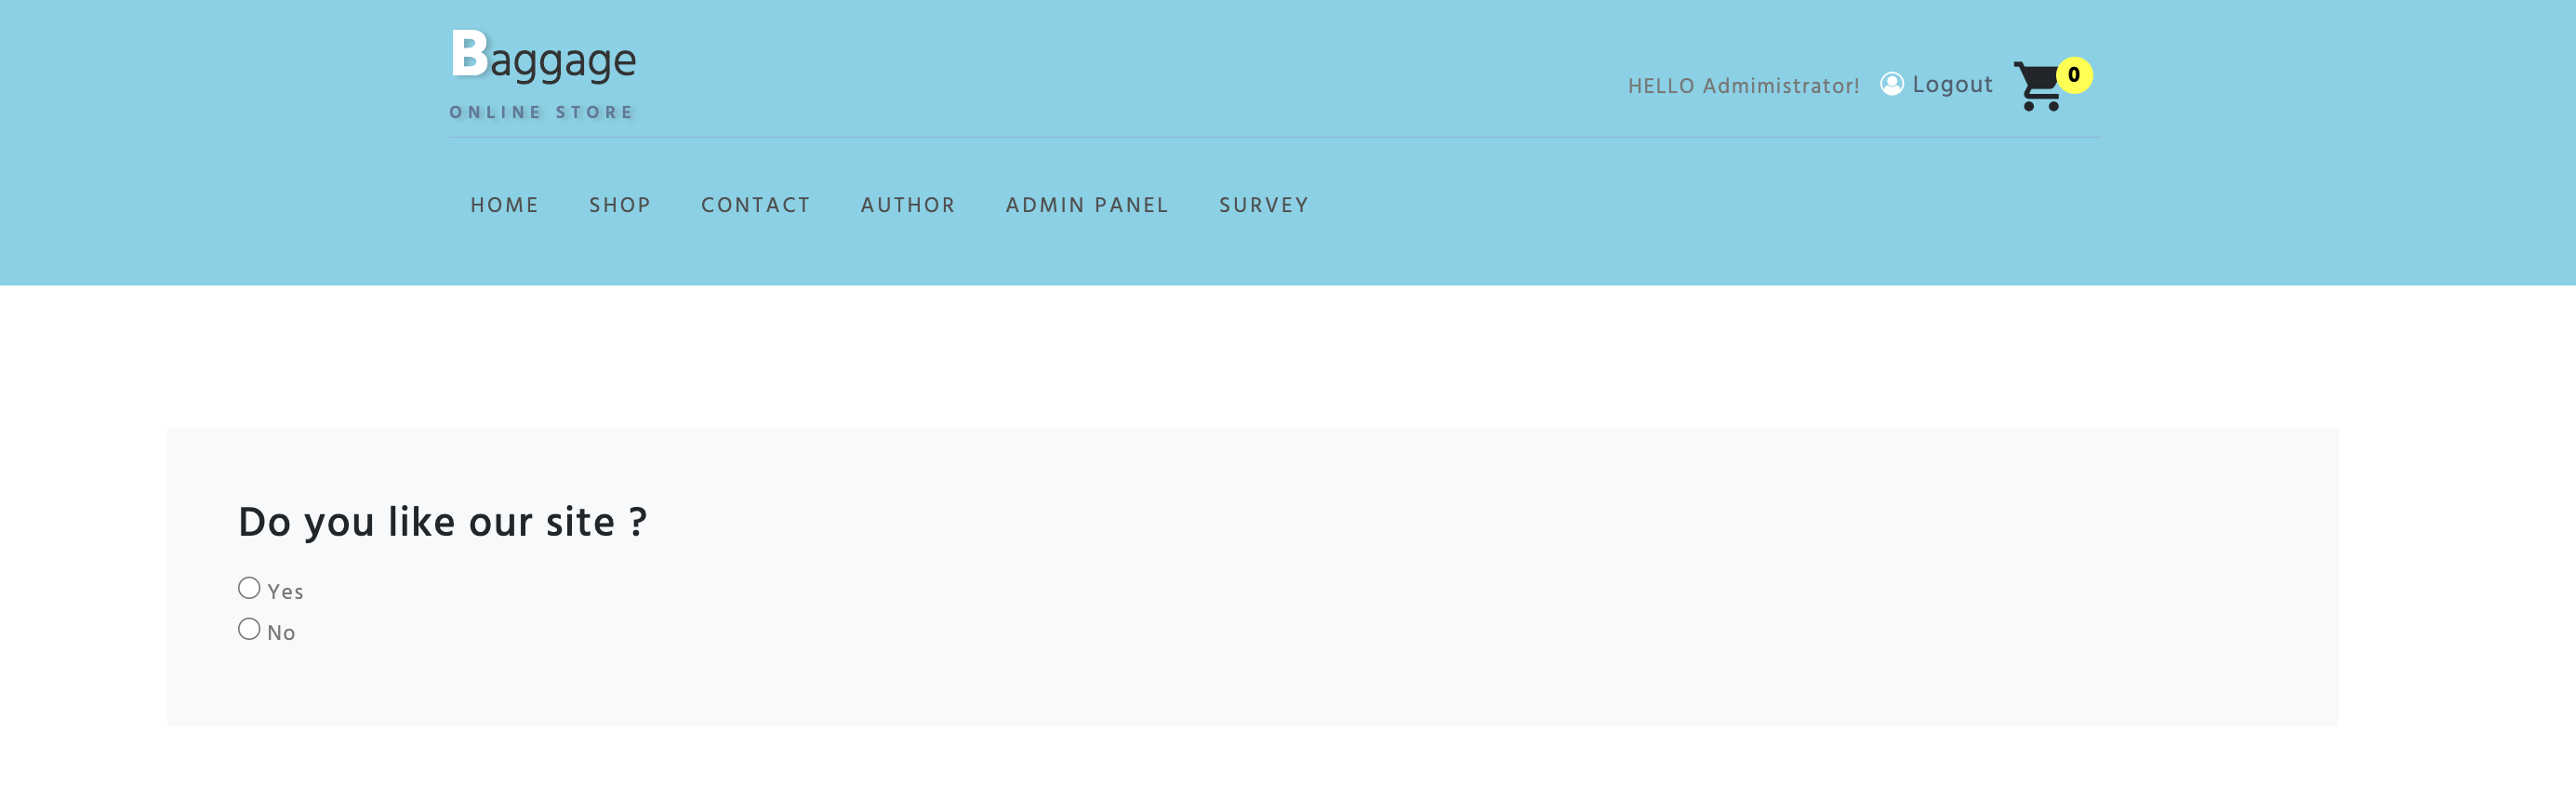 Baggage
ONLINE STORE
HELLO Admimistrator!
Logout
0
HOME SHOP CONTACT AUTHOR ADMIN PANEL SURVEY
Do you like our site ?
Yes
No